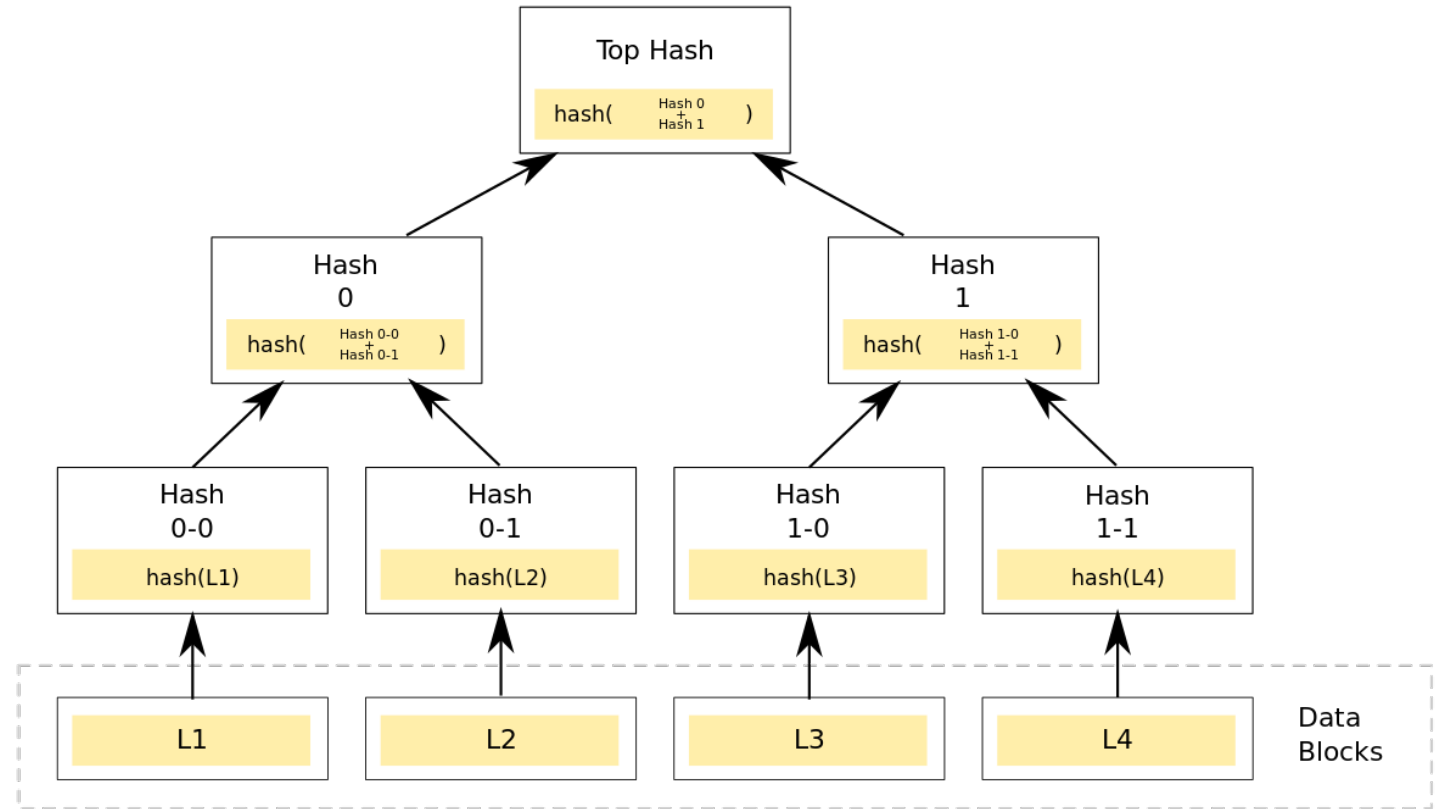 Top Hash
hash( Hash 0 + Hash 1 )
Hash
0
hash( Hash 0-0 + Hash 0-1 )
Hash
1
hash( Hash 1-0 + Hash 1-1 )
Hash
0-0
hash(L1)
Hash
0-1
hash(L2)
Hash
1-0
hash(L3)
Hash
1-1
hash(L4)
L1
L2
L3
L4
Data
Blocks